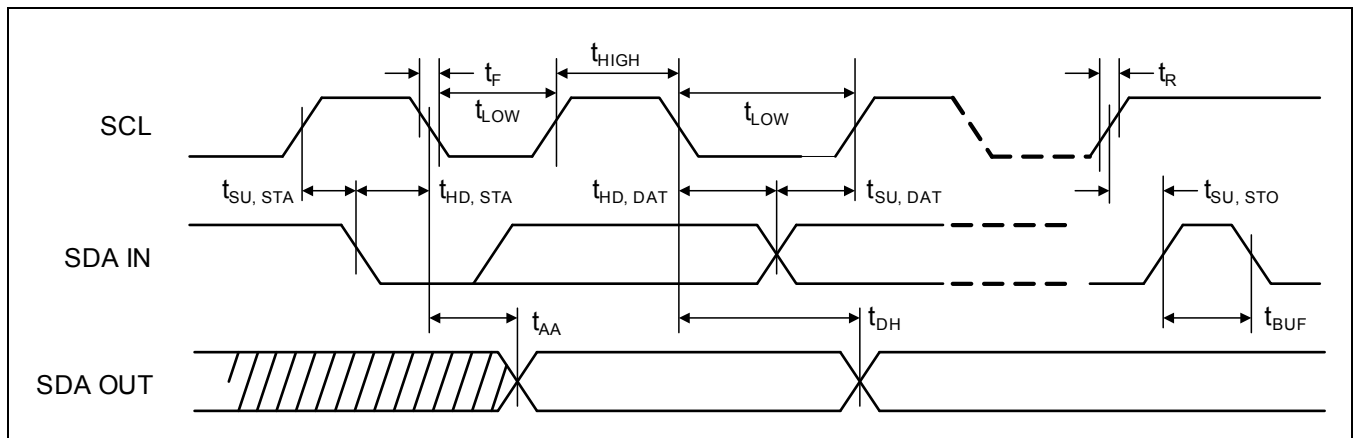 tHIGH
tF
tR
tLOW
tLOW
SCL
tSU, STA
tHD, STA
tHD, DAT
tSU, DAT
tSU, STO
SDA IN
tAA
tDH
tBUF
SDA OUT